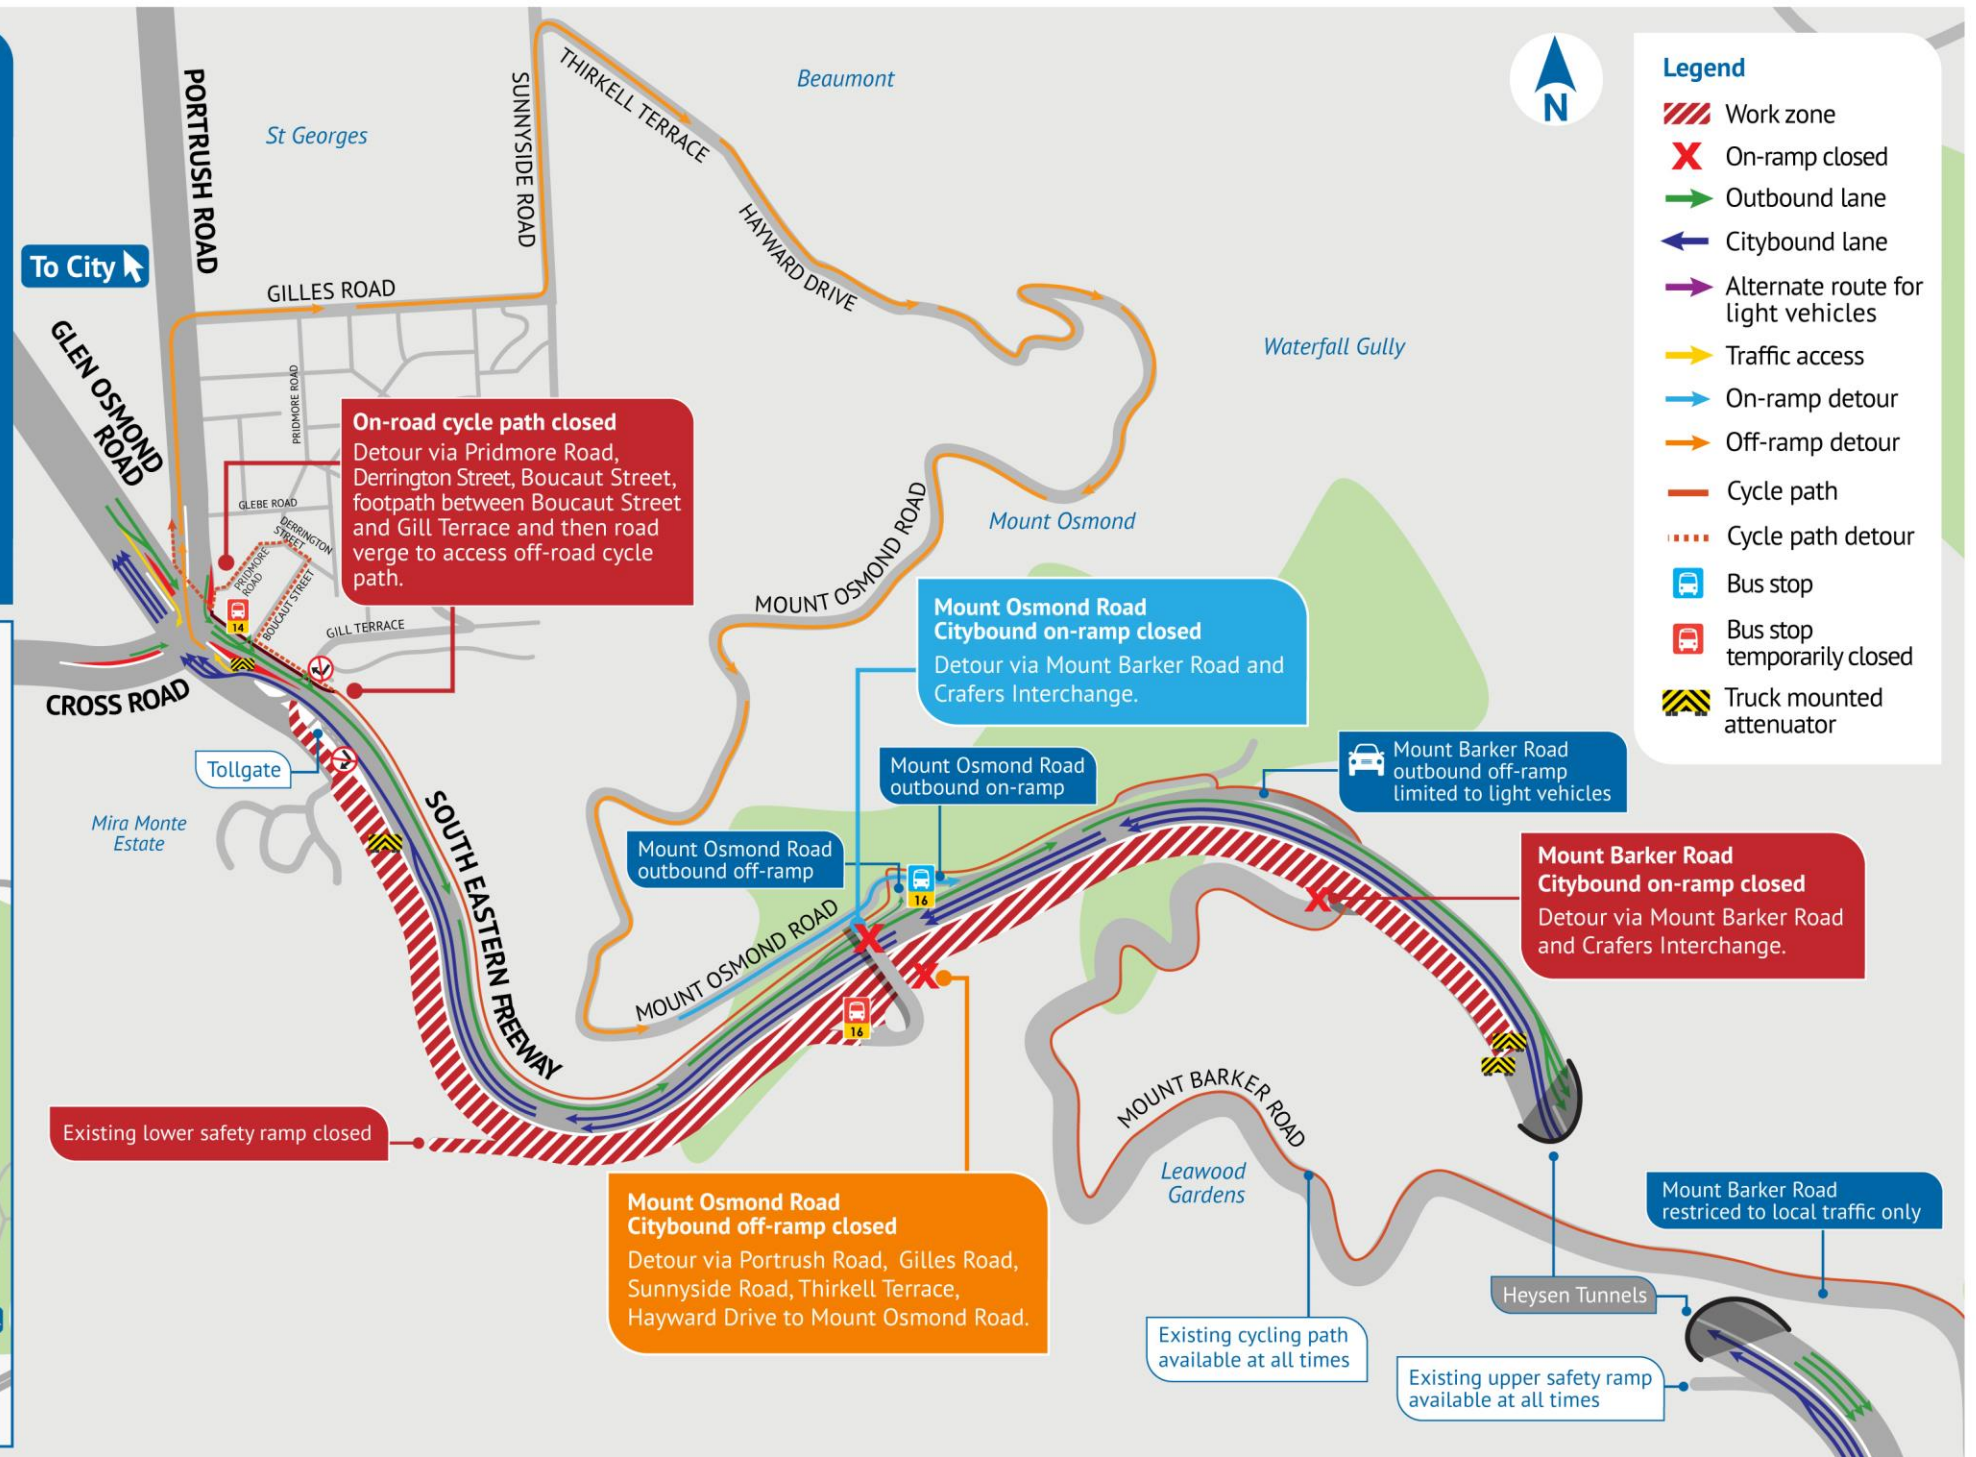 PORTRUSH ROAD
St Georges
SUNNYSIDE ROAD
THIRKELL TERRACE
Beaumont
N
Legend
Work zone
On-ramp closed
Outbound lane
Citybound lane
Alternate route for
light vehicles
Traffic access
On-ramp detour
Off-ramp detour
Cycle path
Cycle path detour
Bus stop
Bus stop
temporarily closed
Truck mounted
attenuator
To City
GILLES ROAD
HAYWARD DRIVE
Waterfall Gully
GLEN OSMOND
ROAD
PRIDMORE ROAD
On-road cycle path closed
Detour via Pridmore Road,
Derrington Street, Boucaut Street,
footpath between Boucaut Street
and Gill Terrace and then road
verge to access off-road cycle
path.
GLEBE ROAD
DERRINGTON
STREET
PRIDMORE
ROAD
BOUCAUT STREET
14
GILL TERRACE
CROSS ROAD
Mount Osmond
MOUNT OSMOND ROAD
Mount Osmond Road
Citybound on-ramp closed
Detour via Mount Barker Road and
Crafers Interchange.
Tollgate
Mira Monte
Estate
SOUTH EASTERN FREEWAY
Mount Osmond Road
outbound on-ramp
Mount Barker Road
outbound off-ramp
limited to light vehicles
Mount Osmond Road
outbound off-ramp
16
Mount Barker Road
Citybound on-ramp closed
Detour via Mount Barker Road
and Crafers Interchange.
MOUNT OSMOND ROAD
16
Existing lower safety ramp closed
MOUNT BARKER ROAD
Leawood
Gardens
Mount Osmond Road
Citybound off-ramp closed
Detour via Portrush Road, Gilles Road,
Sunnyside Road, Thirkell Terrace,
Hayward Drive to Mount Osmond Road.
Mount Barker Road
restriced to local traffic only
Heysen Tunnels
Existing cycling path
available at all times
Existing upper safety ramp
available at all times